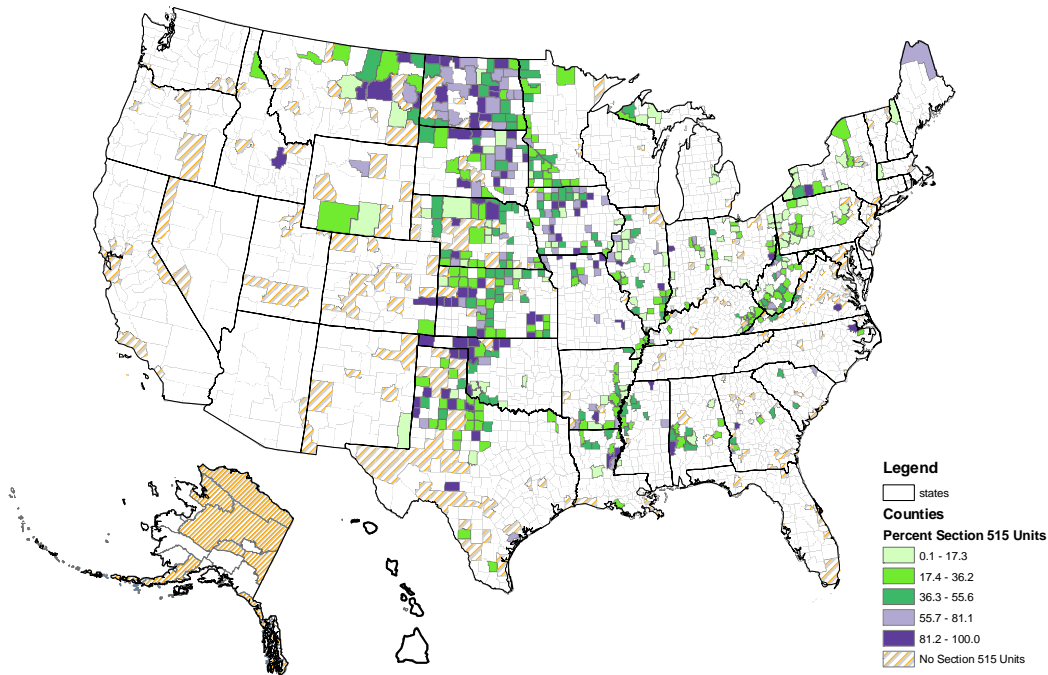 Legend
states
Counties
Percent Section 515 Units
0.1 - 17.3
17.4 - 36.2
36.3 - 55.6
55.7 - 81.1
81.2 - 100.0
No Section 515 Units